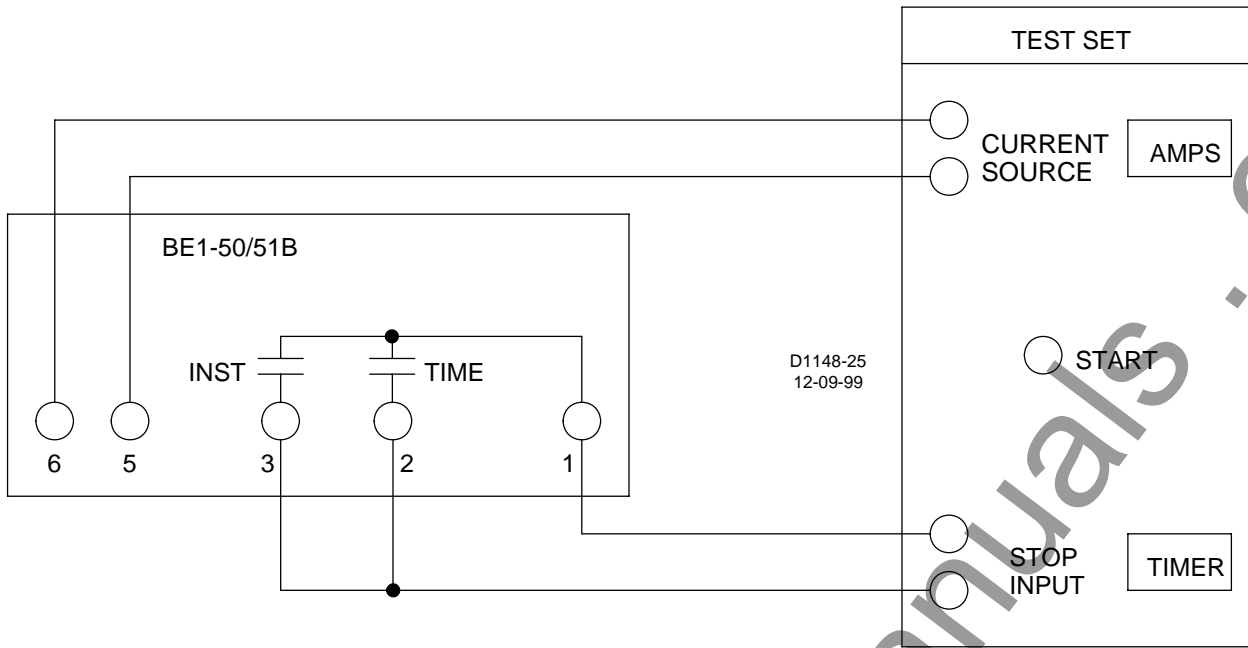 TEST SET
CURRENT
SOURCE
AMPS
BE1-50/51B
INST
TIME
D1148-25
12-09-99
START
6
5
3
2
1
STOP
INPUT
TIMER